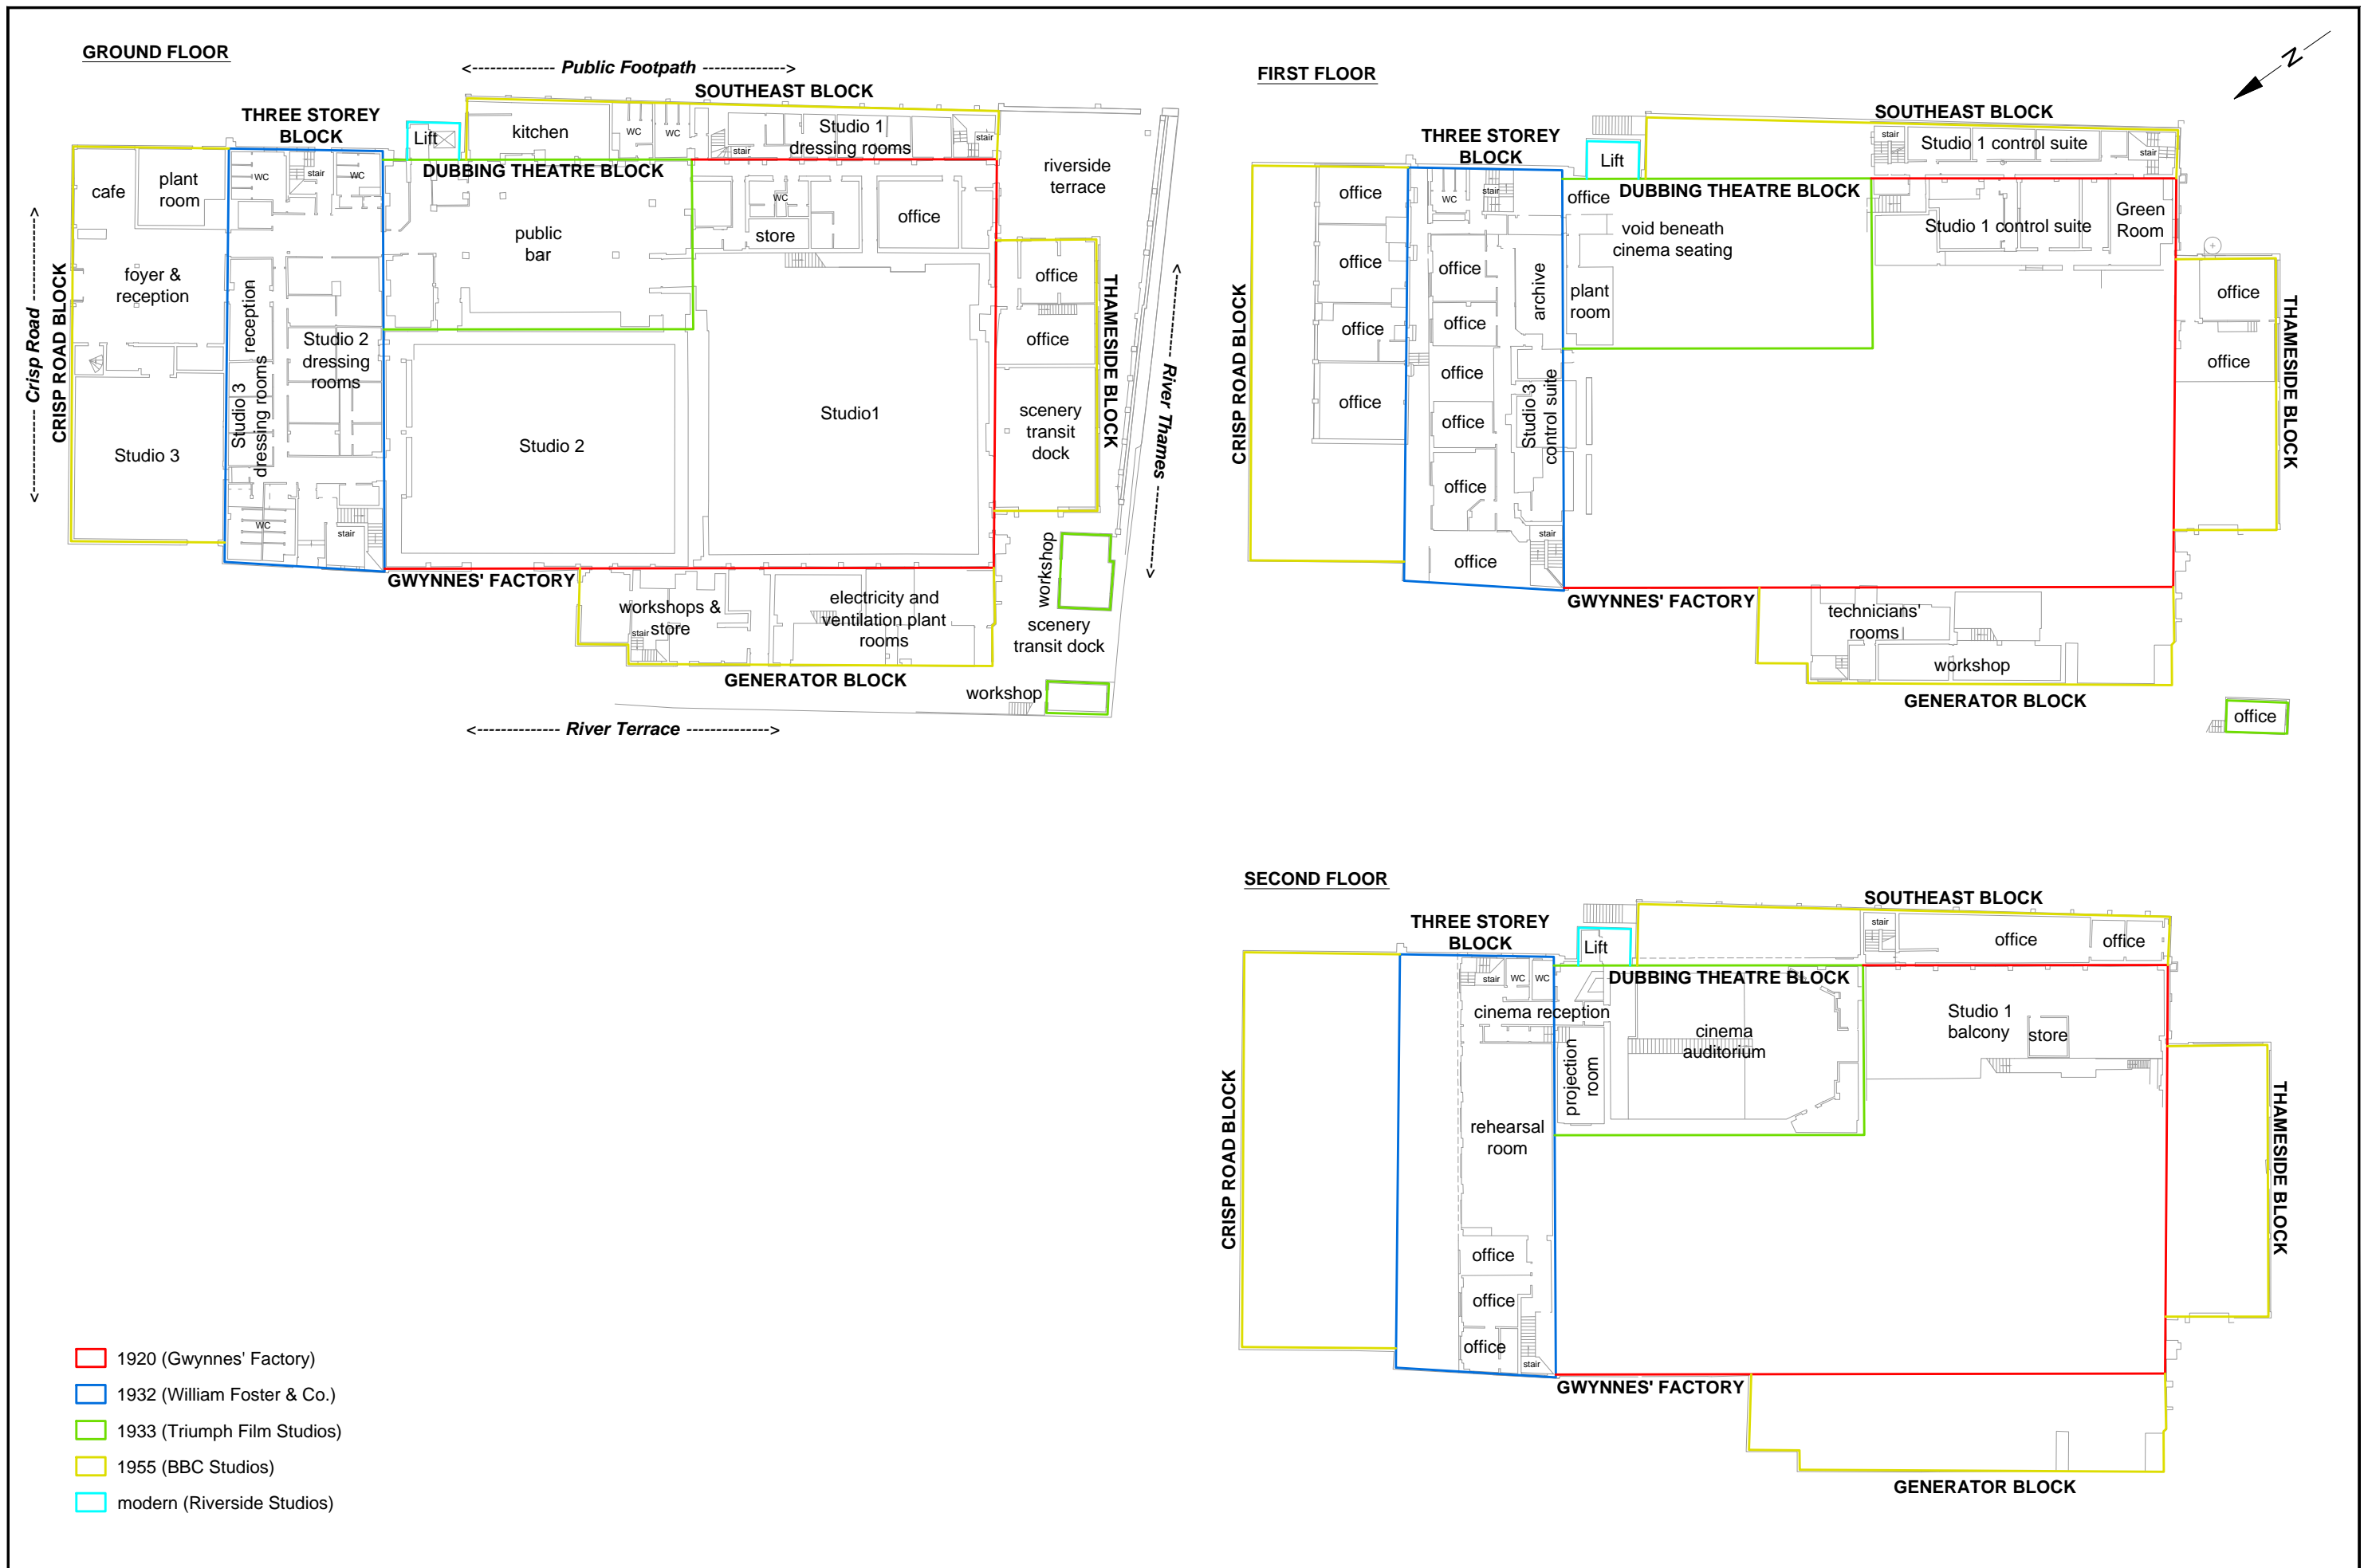 GROUND FLOOR
<-------------- Public Footpath -------------->
SOUTHEAST BLOCK
THREE STOREY
BLOCK
Lift
kitchen
WC
WC
stair
Studio 1
dressing rooms
stair
DUBBING THEATRE BLOCK
cafe
plant
room
WC
stair
WC
riverside
terrace
<-------------- Crisp Road -------------->
CRISP ROAD BLOCK
foyer &
reception
reception
Studio 3
dressing rooms
Studio 2
dressing
rooms
public
bar
WC
store
office
office
office
THAMESIDE BLOCK
<-------------- River Thames -------------->
scenery
transit
dock
Studio 3
Studio 2
Studio1
WC
stair
GWYNNES' FACTORY
workshops &
store
stair
electricity and
ventilation plant
rooms
workshop
scenery
transit dock
GENERATOR BLOCK
workshop
<-------------- River Terrace -------------->
FIRST FLOOR
N
SOUTHEAST BLOCK
THREE STOREY
BLOCK
Lift
stair
Studio 1 control suite
stair
DUBBING THEATRE BLOCK
office
WC
stair
office
void beneath
cinema seating
Studio 1 control suite
Green
Room
CRISP ROAD BLOCK
office
office
office
office
office
office
office
office
office
archive
plant
room
Studio 3
control suite
stair
office
office
THAMESIDE BLOCK
GWYNNES' FACTORY
technicians'
rooms
workshop
GENERATOR BLOCK
office
SECOND FLOOR
SOUTHEAST BLOCK
THREE STOREY
BLOCK
Lift
stair
office
office
DUBBING THEATRE BLOCK
stair
WC
WC
cinema reception
projection
room
cinema
auditorium
Studio 1
balcony
store
CRISP ROAD BLOCK
rehearsal
room
THAMESIDE BLOCK
office
office
office
stair
GWYNNES' FACTORY
GENERATOR BLOCK
1920 (Gwynnes' Factory)
1932 (William Foster & Co.)
1933 (Triumph Film Studios)
1955 (BBC Studios)
modern (Riverside Studios)